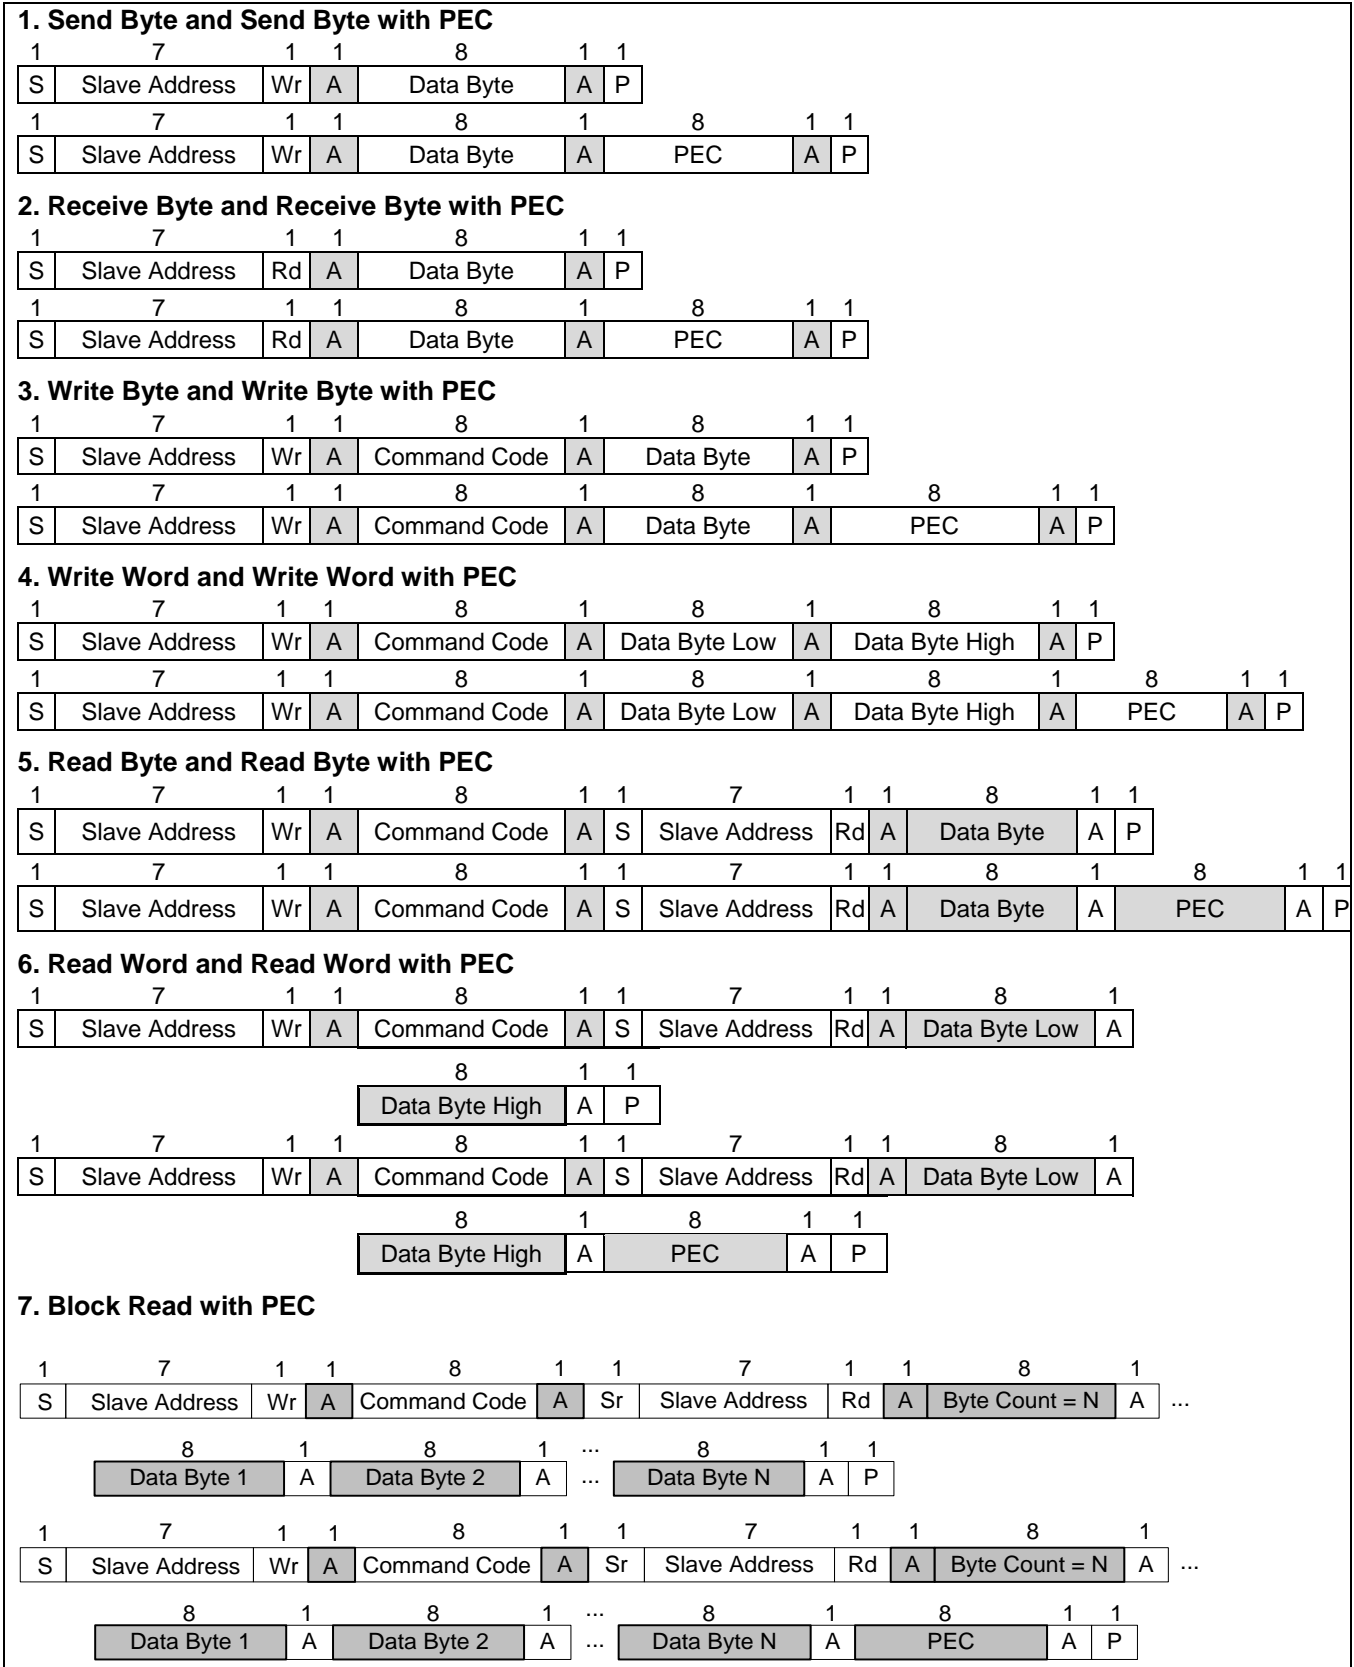 1. Send Byte and Send Byte with PEC
1 7 1 1 8 1 1
S Slave Address Wr A Data Byte A P
1 7 1 1 8 1 8 1 1
S Slave Address Wr A Data Byte A PEC A P
2. Receive Byte and Receive Byte with PEC
1 7 1 1 8 1 1
S Slave Address Rd A Data Byte A P
1 7 1 1 8 1 8 1 1
S Slave Address Rd A Data Byte A PEC A P
3. Write Byte and Write Byte with PEC
1 7 1 1 8 1 8 1 1
S Slave Address Wr A Command Code A Data Byte A P
1 7 1 1 8 1 8 1 8 1 1
S Slave Address Wr A Command Code A Data Byte A PEC A P
4. Write Word and Write Word with PEC
1 7 1 1 8 1 8 1 8 1 1
S Slave Address Wr A Command Code A Data Byte Low A Data Byte High A P
1 7 1 1 8 1 8 1 8 1 8 1 1
S Slave Address Wr A Command Code A Data Byte Low A Data Byte High A PEC A P
5. Read Byte and Read Byte with PEC
1 7 1 1 8 1 1 7 1 1 8 1 1
S Slave Address Wr A Command Code A S Slave Address Rd A Data Byte A P
1 7 1 1 8 1 1 7 1 1 8 1 8 1 1
S Slave Address Wr A Command Code A S Slave Address Rd A Data Byte A PEC A P
6. Read Word and Read Word with PEC
1 7 1 1 8 1 1 7 1 1 8 1
S Slave Address Wr A Command Code A S Slave Address Rd A Data Byte Low A
8 1 1
Data Byte High A P
1 7 1 1 8 1 1 7 1 1 8 1
S Slave Address Wr A Command Code A S Slave Address Rd A Data Byte Low A
8 1 8 1 1
Data Byte High A PEC A P
7. Block Read with PEC
1 7 1 1 8 1 1 7 1 1 8 1
S Slave Address Wr A Command Code A Sr Slave Address Rd A Byte Count = N A ...
8 1 8 1 ... 8 1 1
Data Byte 1 A Data Byte 2 A ... Data Byte N A P
1 7 1 1 8 1 1 7 1 1 8 1
S Slave Address Wr A Command Code A Sr Slave Address Rd A Byte Count = N A ...
8 1 8 1 ... 8 1 8 1 1
Data Byte 1 A Data Byte 2 A ... Data Byte N A PEC A P